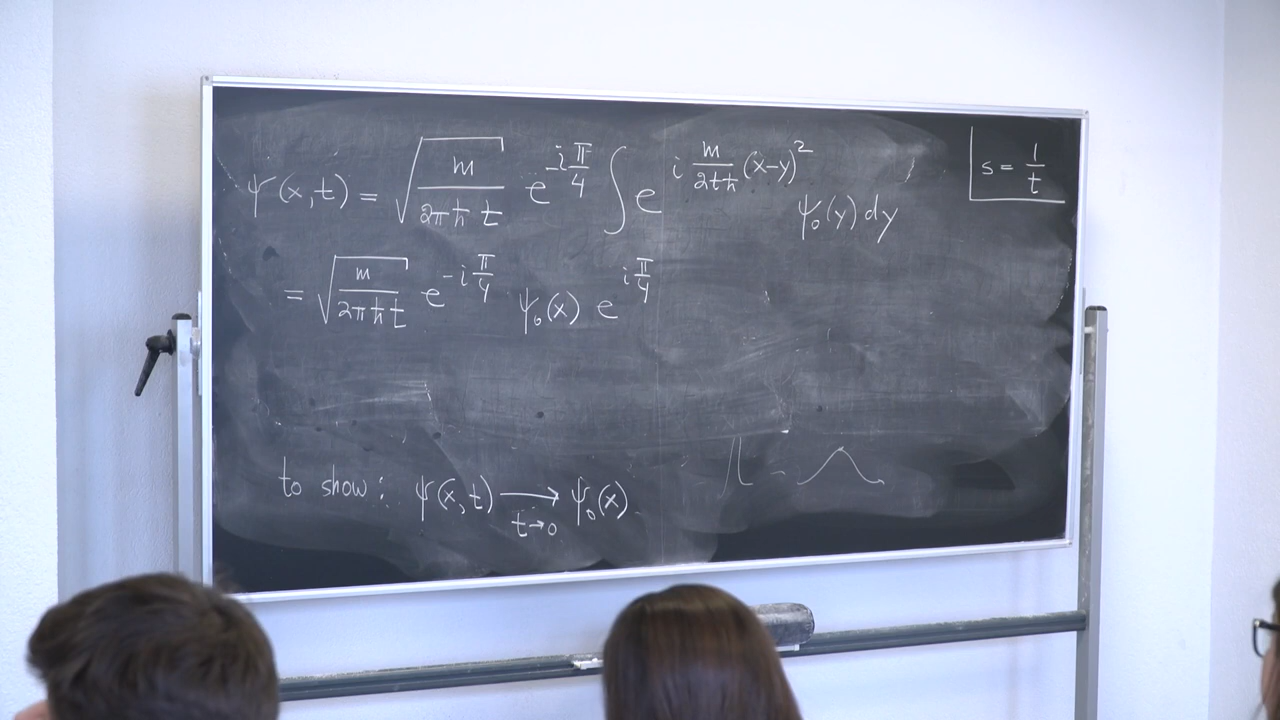 ψ(x,t) = √(m/(2πħt)) e^(-iπ/4) ∫ e^(i m/(2tħ) (x-y)²) ψ₀(y) dy
s = 1/t
= √(m/(2πħt)) e^(-iπ/4) ψ₀(x) e^(iπ/4)
to show: ψ(x,t) ⟶ ψ₀(x)
t→0